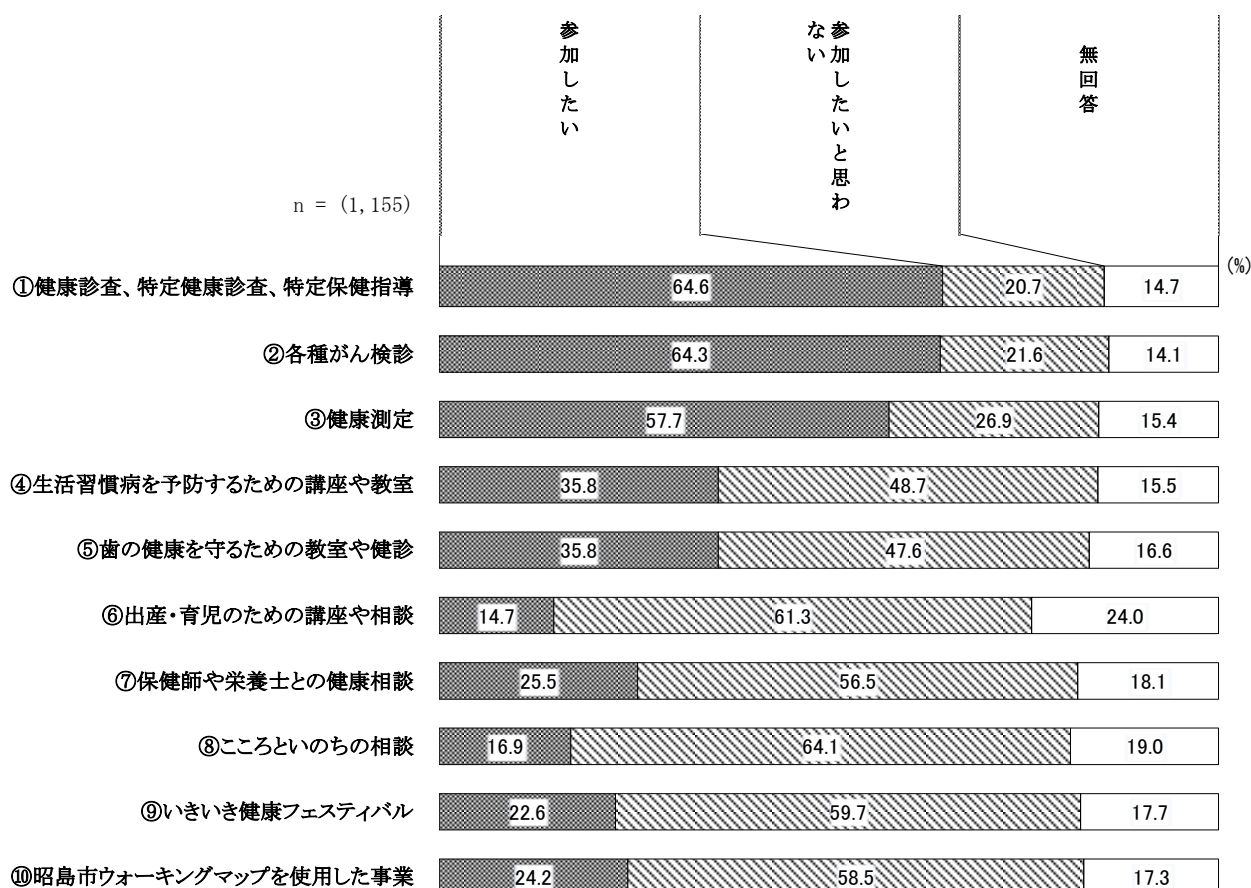 参加したい
参加したいと思わ
ない
無回答
n = (1,155)
(%)
①健康診査、特定健康診査、特定保健指導 64.6 20.7 14.7
②各種がん検診 64.3 21.6 14.1
③健康測定 57.7 26.9 15.4
④生活習慣病を予防するための講座や教室 35.8 48.7 15.5
⑤歯の健康を守るための教室や健診 35.8 47.6 16.6
⑥出産・育児のための講座や相談 14.7 61.3 24.0
⑦保健師や栄養士との健康相談 25.5 56.5 18.1
⑧こころといのちの相談 16.9 64.1 19.0
⑨いきいき健康フェスティバル 22.6 59.7 17.7
⑩昭島市ウォーキングマップを使用した事業 24.2 58.5 17.3